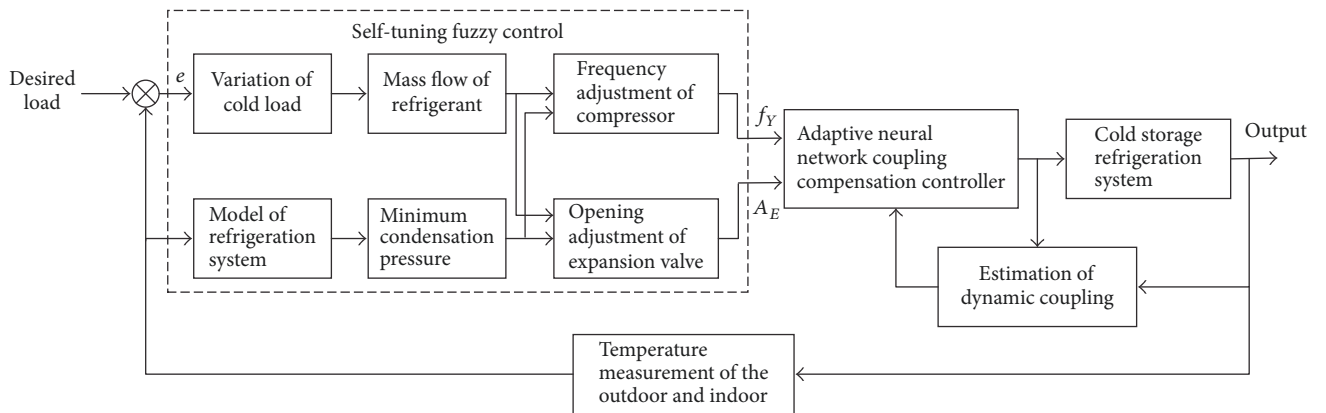 Self-tuning fuzzy control
Desired
load
e
Variation of
cold load
Mass flow of
refrigerant
Frequency
adjustment of
compressor
f_Y
Adaptive neural
network coupling
compensation controller
Cold storage
refrigeration
system
Output
Model of
refrigeration
system
Minimum
condensation
pressure
Opening
adjustment of
expansion valve
A_E
Estimation of
dynamic coupling
Temperature
measurement of the
outdoor and indoor